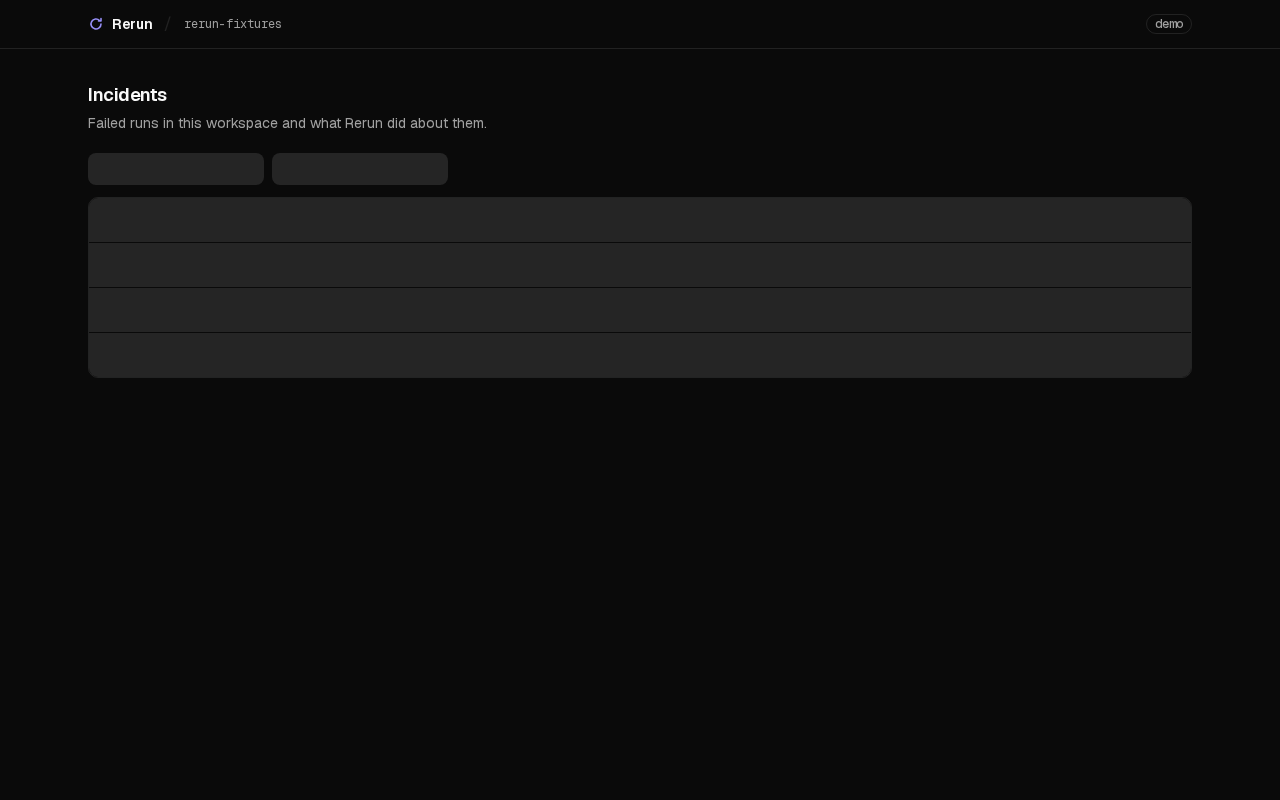 Rerun / rerun-fixtures demo
Incidents
Failed runs in this workspace and what Rerun did about them.